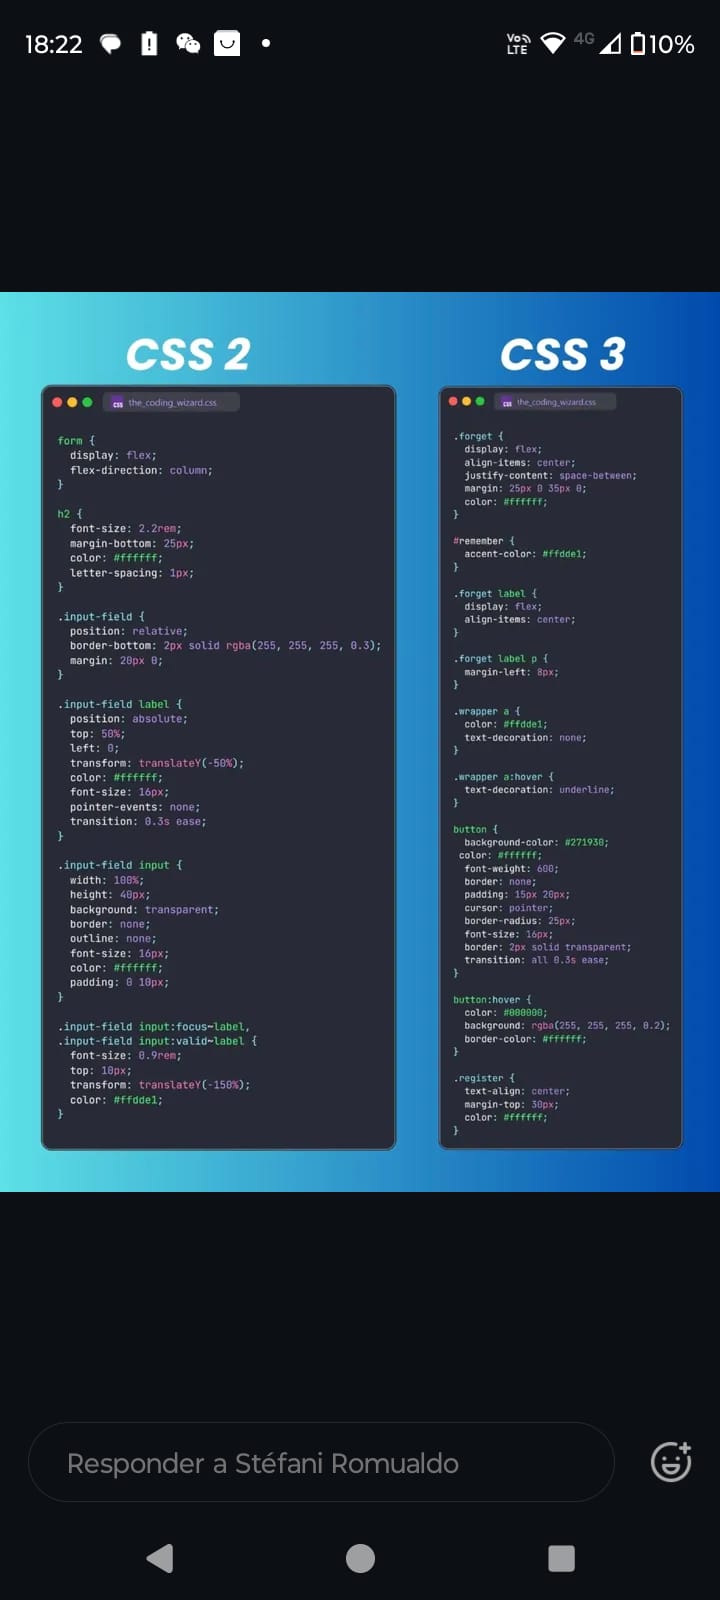 18:22
Vo LTE 4G 10%
CSS 2
the_coding_wizard.css
form {
display: flex;
flex-direction: column;
}
h2 {
font-size: 2.2rem;
margin-bottom: 25px;
color: #ffffff;
letter-spacing: 1px;
}
.input-field {
position: relative;
border-bottom: 2px solid rgba(255, 255, 255, 0.3);
margin: 20px 0;
}
.input-field label {
position: absolute;
top: 50%;
left: 0;
transform: translateY(-50%);
color: #ffffff;
font-size: 16px;
pointer-events: none;
transition: 0.3s ease;
}
.input-field input {
width: 100%;
height: 40px;
background: transparent;
border: none;
outline: none;
font-size: 16px;
color: #ffffff;
padding: 0 10px;
}
.input-field input:focus~label,
.input-field input:valid~label {
font-size: 0.9rem;
top: 10px;
transform: translateY(-150%);
color: #ffdde1;
}
CSS 3
the_coding_wizard.css
.forget {
display: flex;
align-items: center;
justify-content: space-between;
margin: 25px 0 35px 0;
color: #ffffff;
}
#remember {
accent-color: #ffdde1;
}
.forget label {
display: flex;
align-items: center;
}
.forget label p {
margin-left: 8px;
}
.wrapper a {
color: #ffdde1;
text-decoration: none;
}
.wrapper a:hover {
text-decoration: underline;
}
button {
background-color: #271930;
color: #ffffff;
font-weight: 600;
border: none;
padding: 15px 20px;
cursor: pointer;
border-radius: 25px;
font-size: 16px;
border: 2px solid transparent;
transition: all 0.3s ease;
}
button:hover {
color: #000000;
background: rgba(255, 255, 255, 0.2);
border-color: #ffffff;
}
.register {
text-align: center;
margin-top: 30px;
color: #ffffff;
}
Responder a Stéfani Romualdo